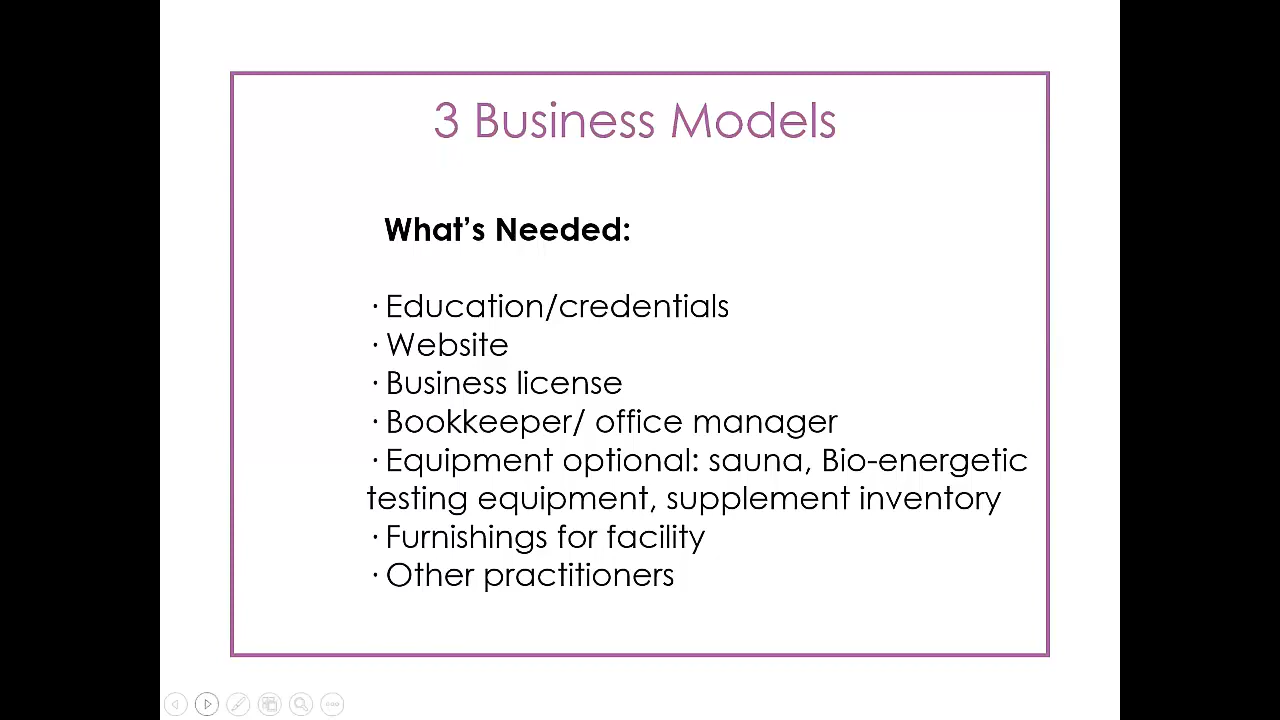 3 Business Models
What's Needed:
· Education/credentials
· Website
· Business license
· Bookkeeper/ office manager
· Equipment optional: sauna, Bio-energetic
testing equipment, supplement inventory
· Furnishings for facility
· Other practitioners